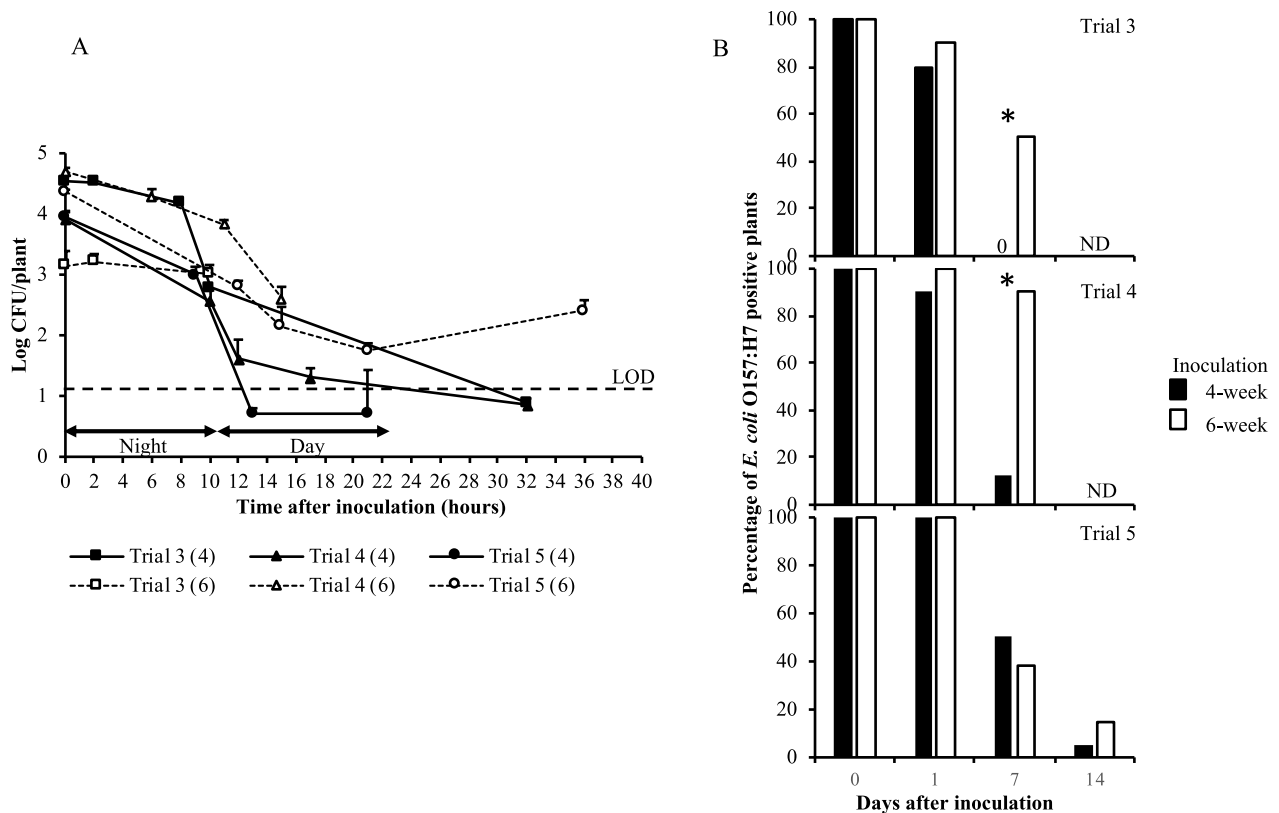 A
Log CFU/plant
5
4
3
2
1
0
LOD
Night
Day
0 2 4 6 8 10 12 14 16 18 20 22 24 26 28 30 32 34 36 38 40
Time after inoculation (hours)
Trial 3 (4) Trial 4 (4) Trial 5 (4)
Trial 3 (6) Trial 4 (6) Trial 5 (6)
B
Percentage of E. coli O157:H7 positive plants
100
80
60
40
20
0
Trial 3
*
0
ND
100
80
60
40
20
0
Trial 4
*
ND
100
80
60
40
20
0
Trial 5
0 1 7 14
Days after inoculation
Inoculation
4-week
6-week